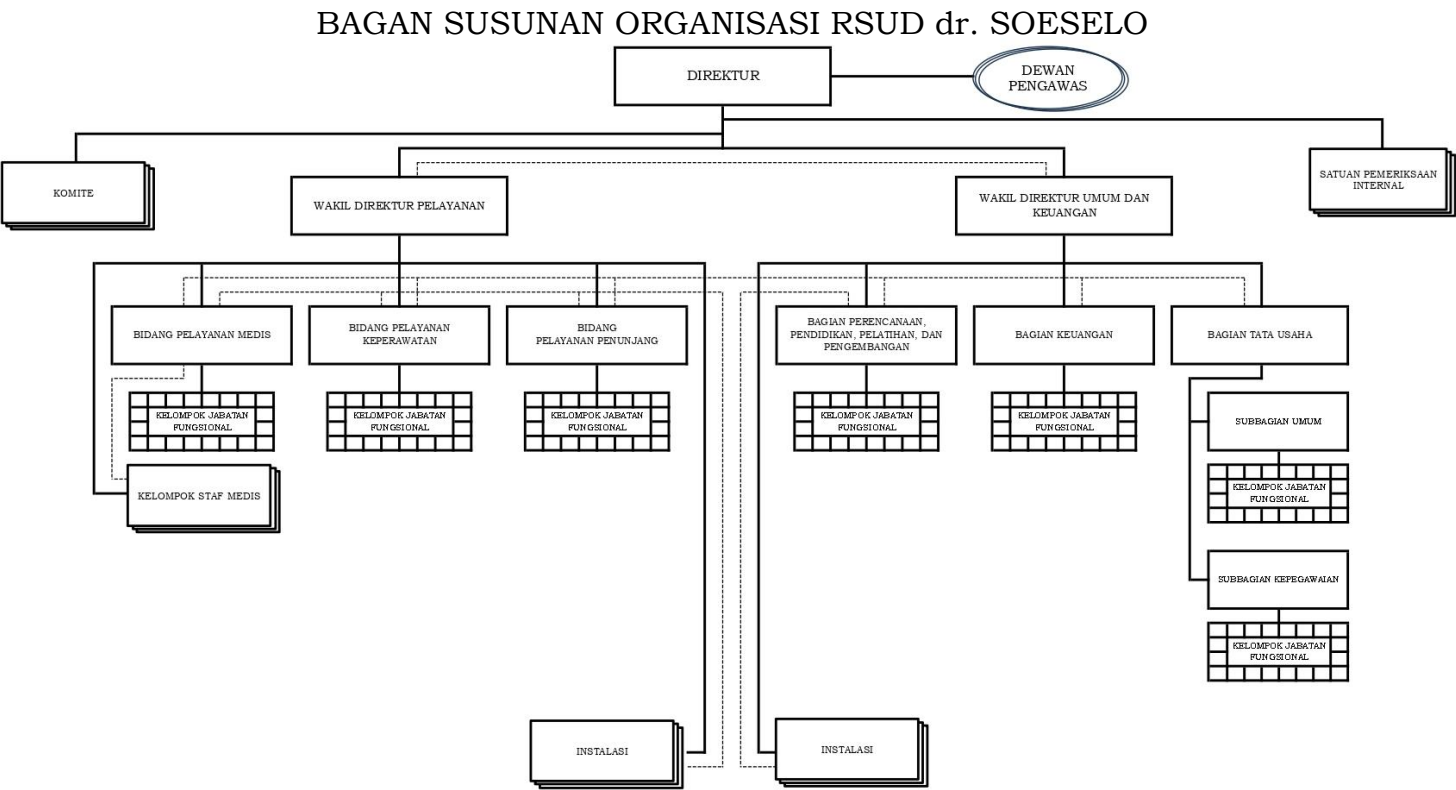 BAGAN SUSUNAN ORGANISASI RSUD dr. SOESELO
DIREKTUR
DEWAN
PENGAWAS
KOMITE
WAKIL DIREKTUR PELAYANAN
WAKIL DIREKTUR UMUM DAN
KEUANGAN
SATUAN PEMERIKSAAN
INTERNAL
BIDANG PELAYANAN MEDIS
BIDANG PELAYANAN
KEPERAWATAN
BIDANG
PELAYANAN PENUNJANG
BAGIAN PERENCANAAN,
PENDIDIKAN, PELATIHAN, DAN
PENGEMBANGAN
BAGIAN KEUANGAN
BAGIAN TATA USAHA
KELOMPOK JABATAN
FUNGSIONAL
KELOMPOK JABATAN
FUNGSIONAL
KELOMPOK JABATAN
FUNGSIONAL
KELOMPOK JABATAN
FUNGSIONAL
KELOMPOK JABATAN
FUNGSIONAL
SUBBAGIAN UMUM
KELOMPOK STAF MEDIS
KELOMPOK JABATAN
FUNGSIONAL
SUBBAGIAN KEPEGAWAIAN
KELOMPOK JABATAN
FUNGSIONAL
INSTALASI
INSTALASI